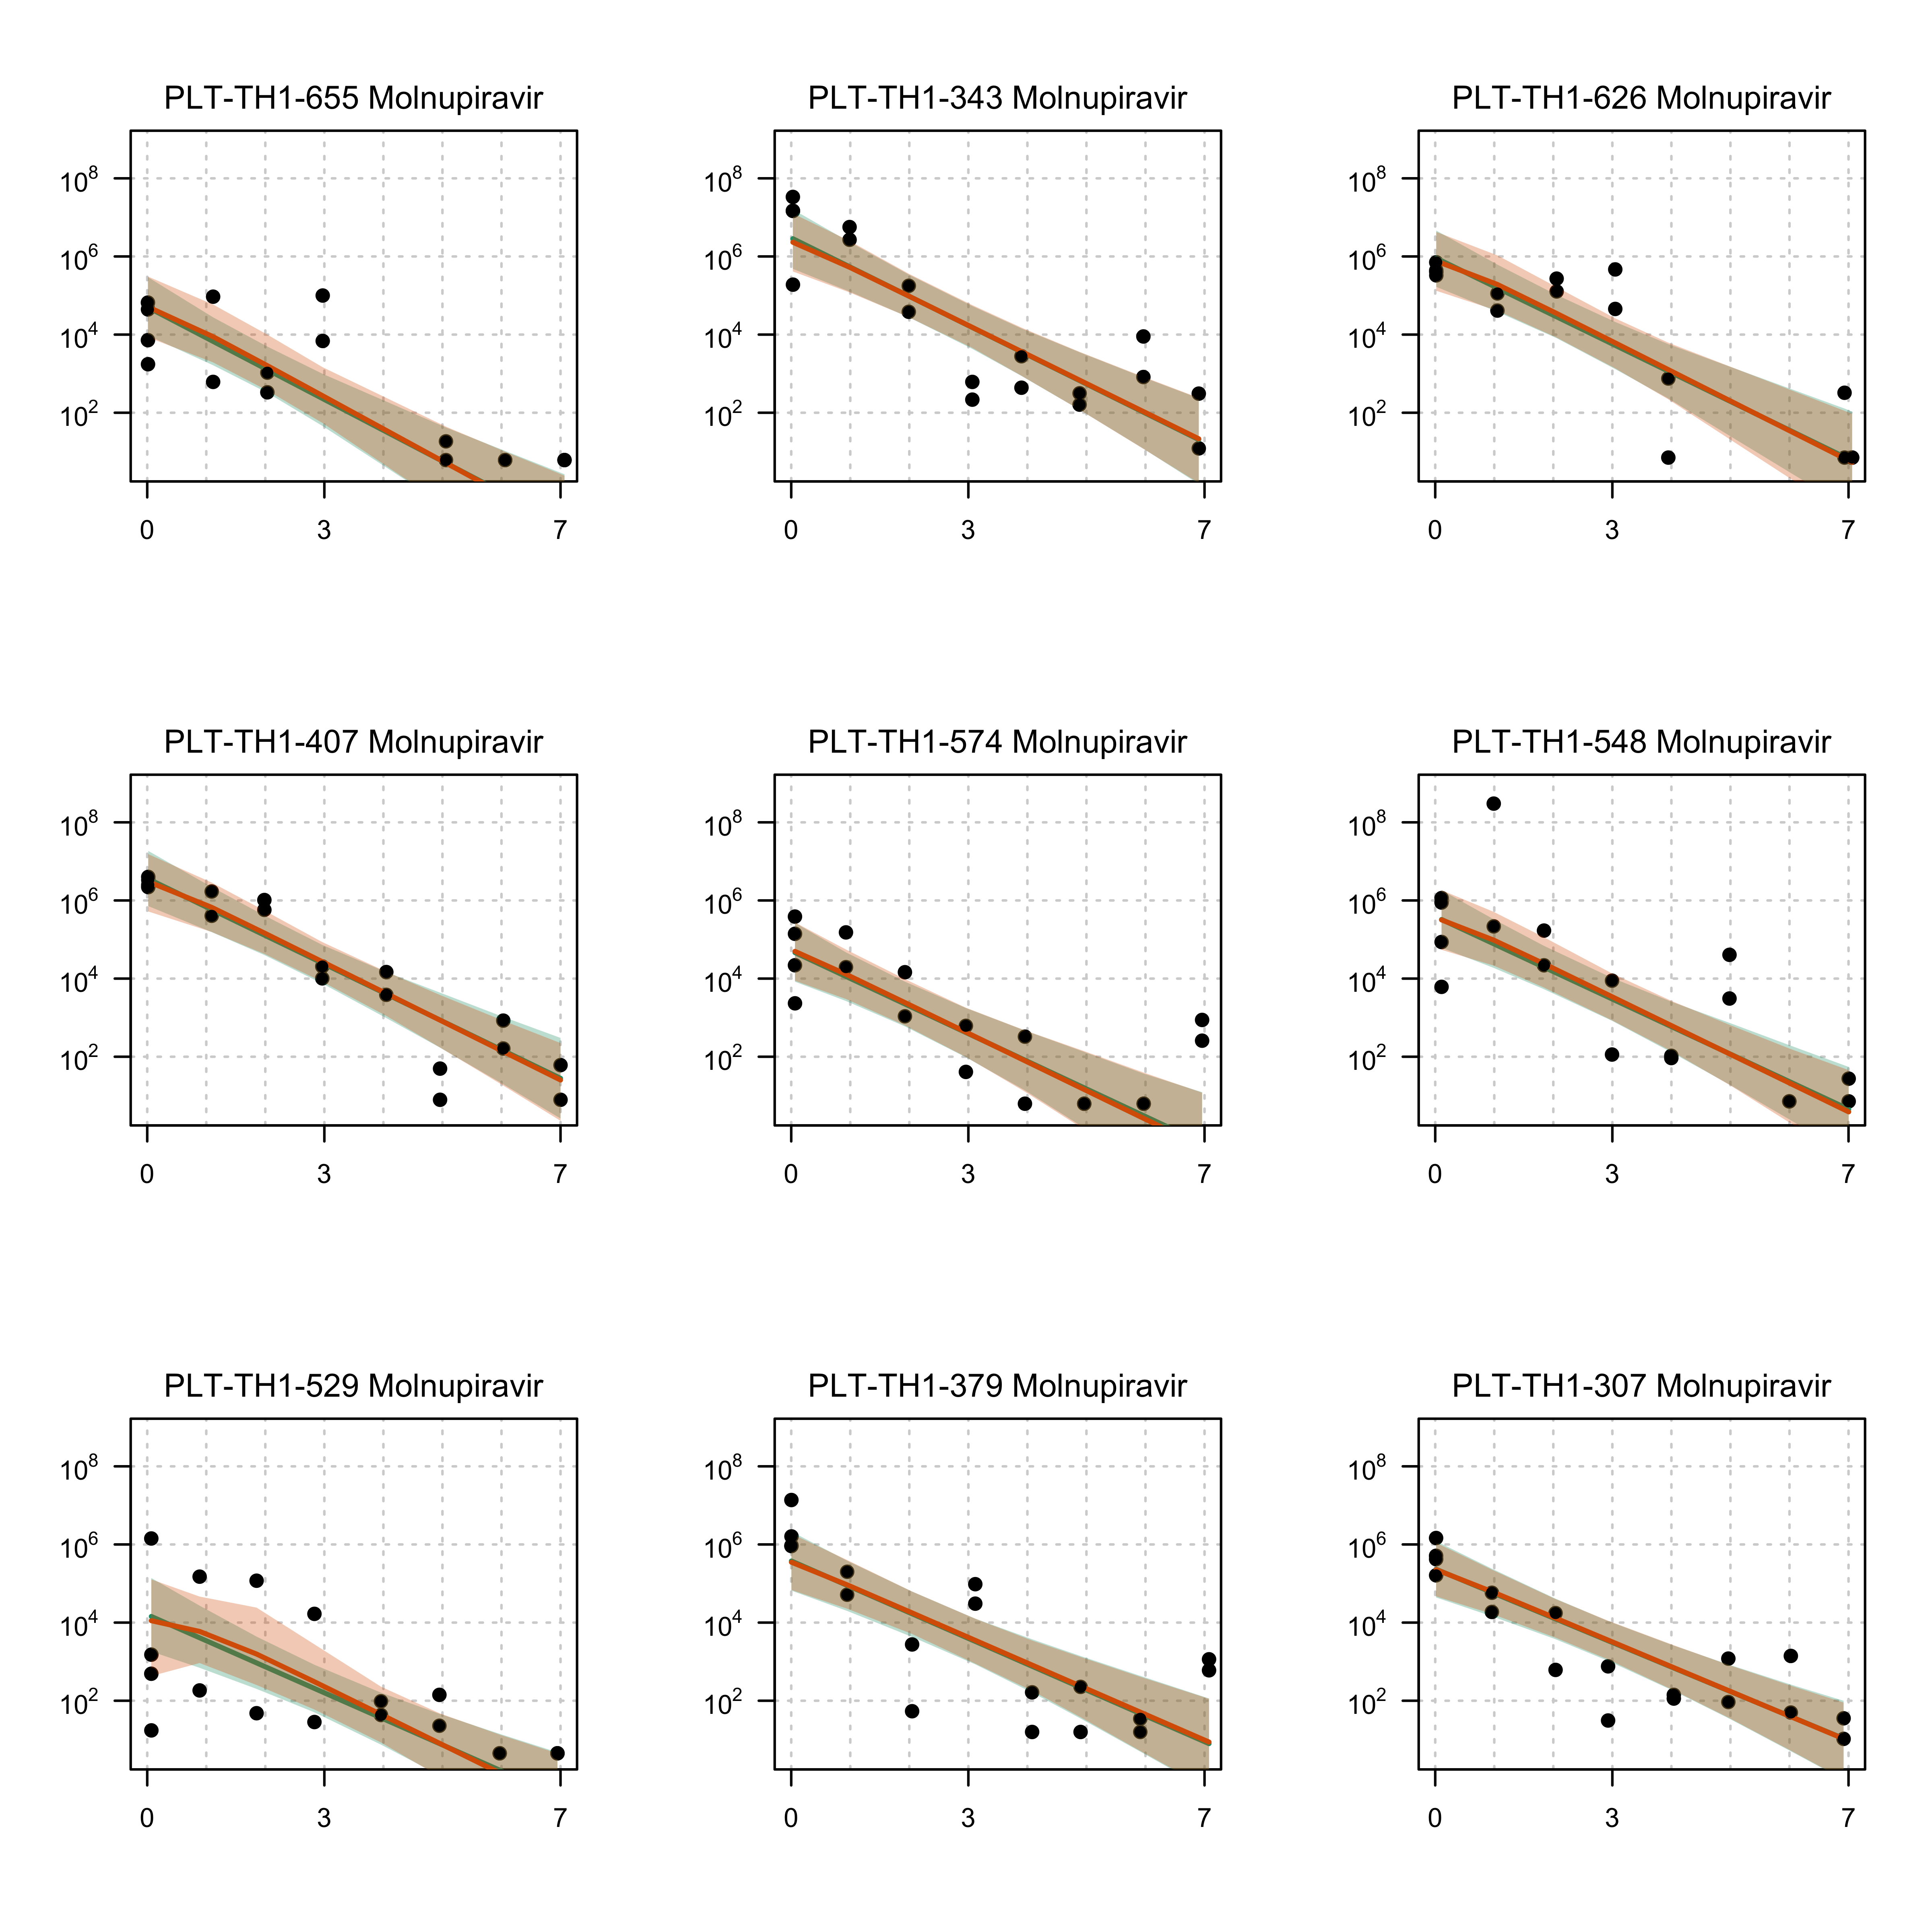 PLT-TH1-655 Molnupiravir
10^8
10^6
10^4
10^2
0 3 7
PLT-TH1-343 Molnupiravir
10^8
10^6
10^4
10^2
0 3 7
PLT-TH1-626 Molnupiravir
10^8
10^6
10^4
10^2
0 3 7
PLT-TH1-407 Molnupiravir
10^8
10^6
10^4
10^2
0 3 7
PLT-TH1-574 Molnupiravir
10^8
10^6
10^4
10^2
0 3 7
PLT-TH1-548 Molnupiravir
10^8
10^6
10^4
10^2
0 3 7
PLT-TH1-529 Molnupiravir
10^8
10^6
10^4
10^2
0 3 7
PLT-TH1-379 Molnupiravir
10^8
10^6
10^4
10^2
0 3 7
PLT-TH1-307 Molnupiravir
10^8
10^6
10^4
10^2
0 3 7